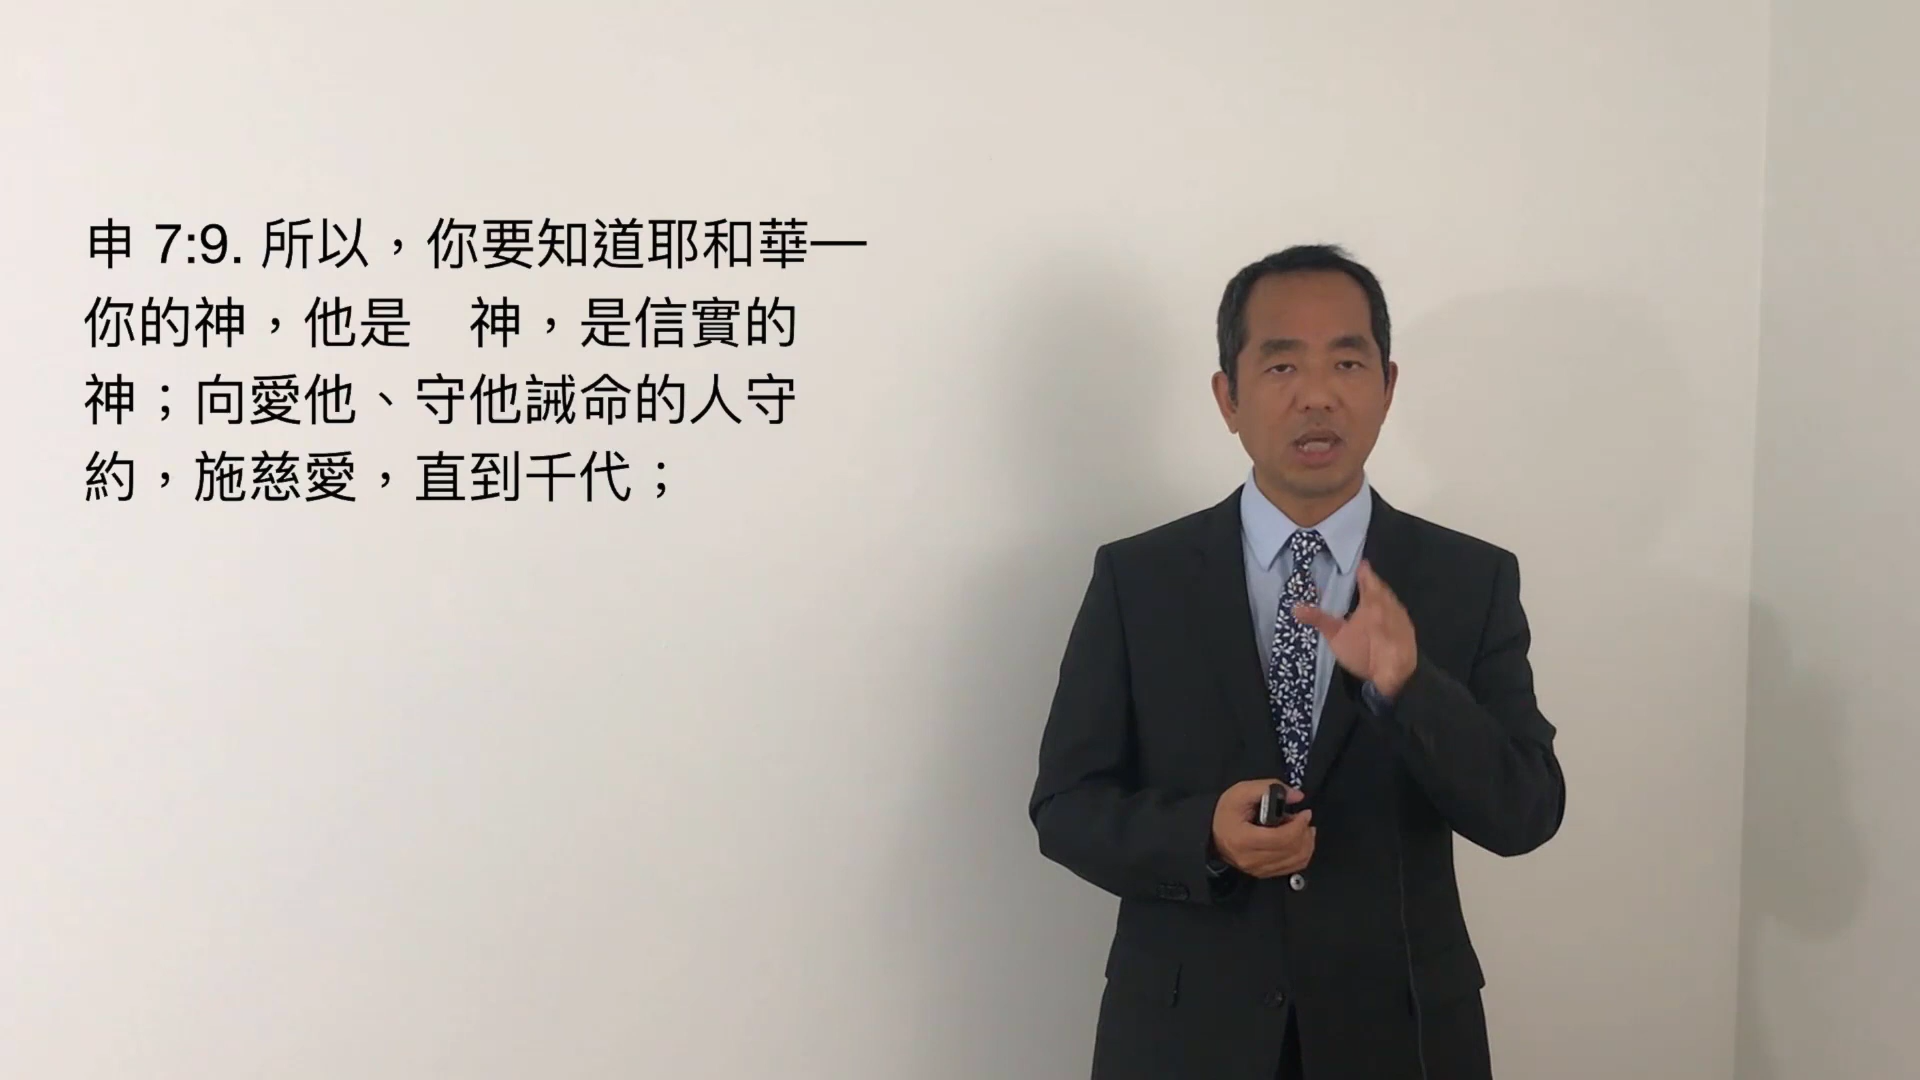 申 7:9. 所以，你要知道耶和華—
你的神，他是　神，是信實的
神；向愛他、守他誡命的人守
約，施慈愛，直到千代；